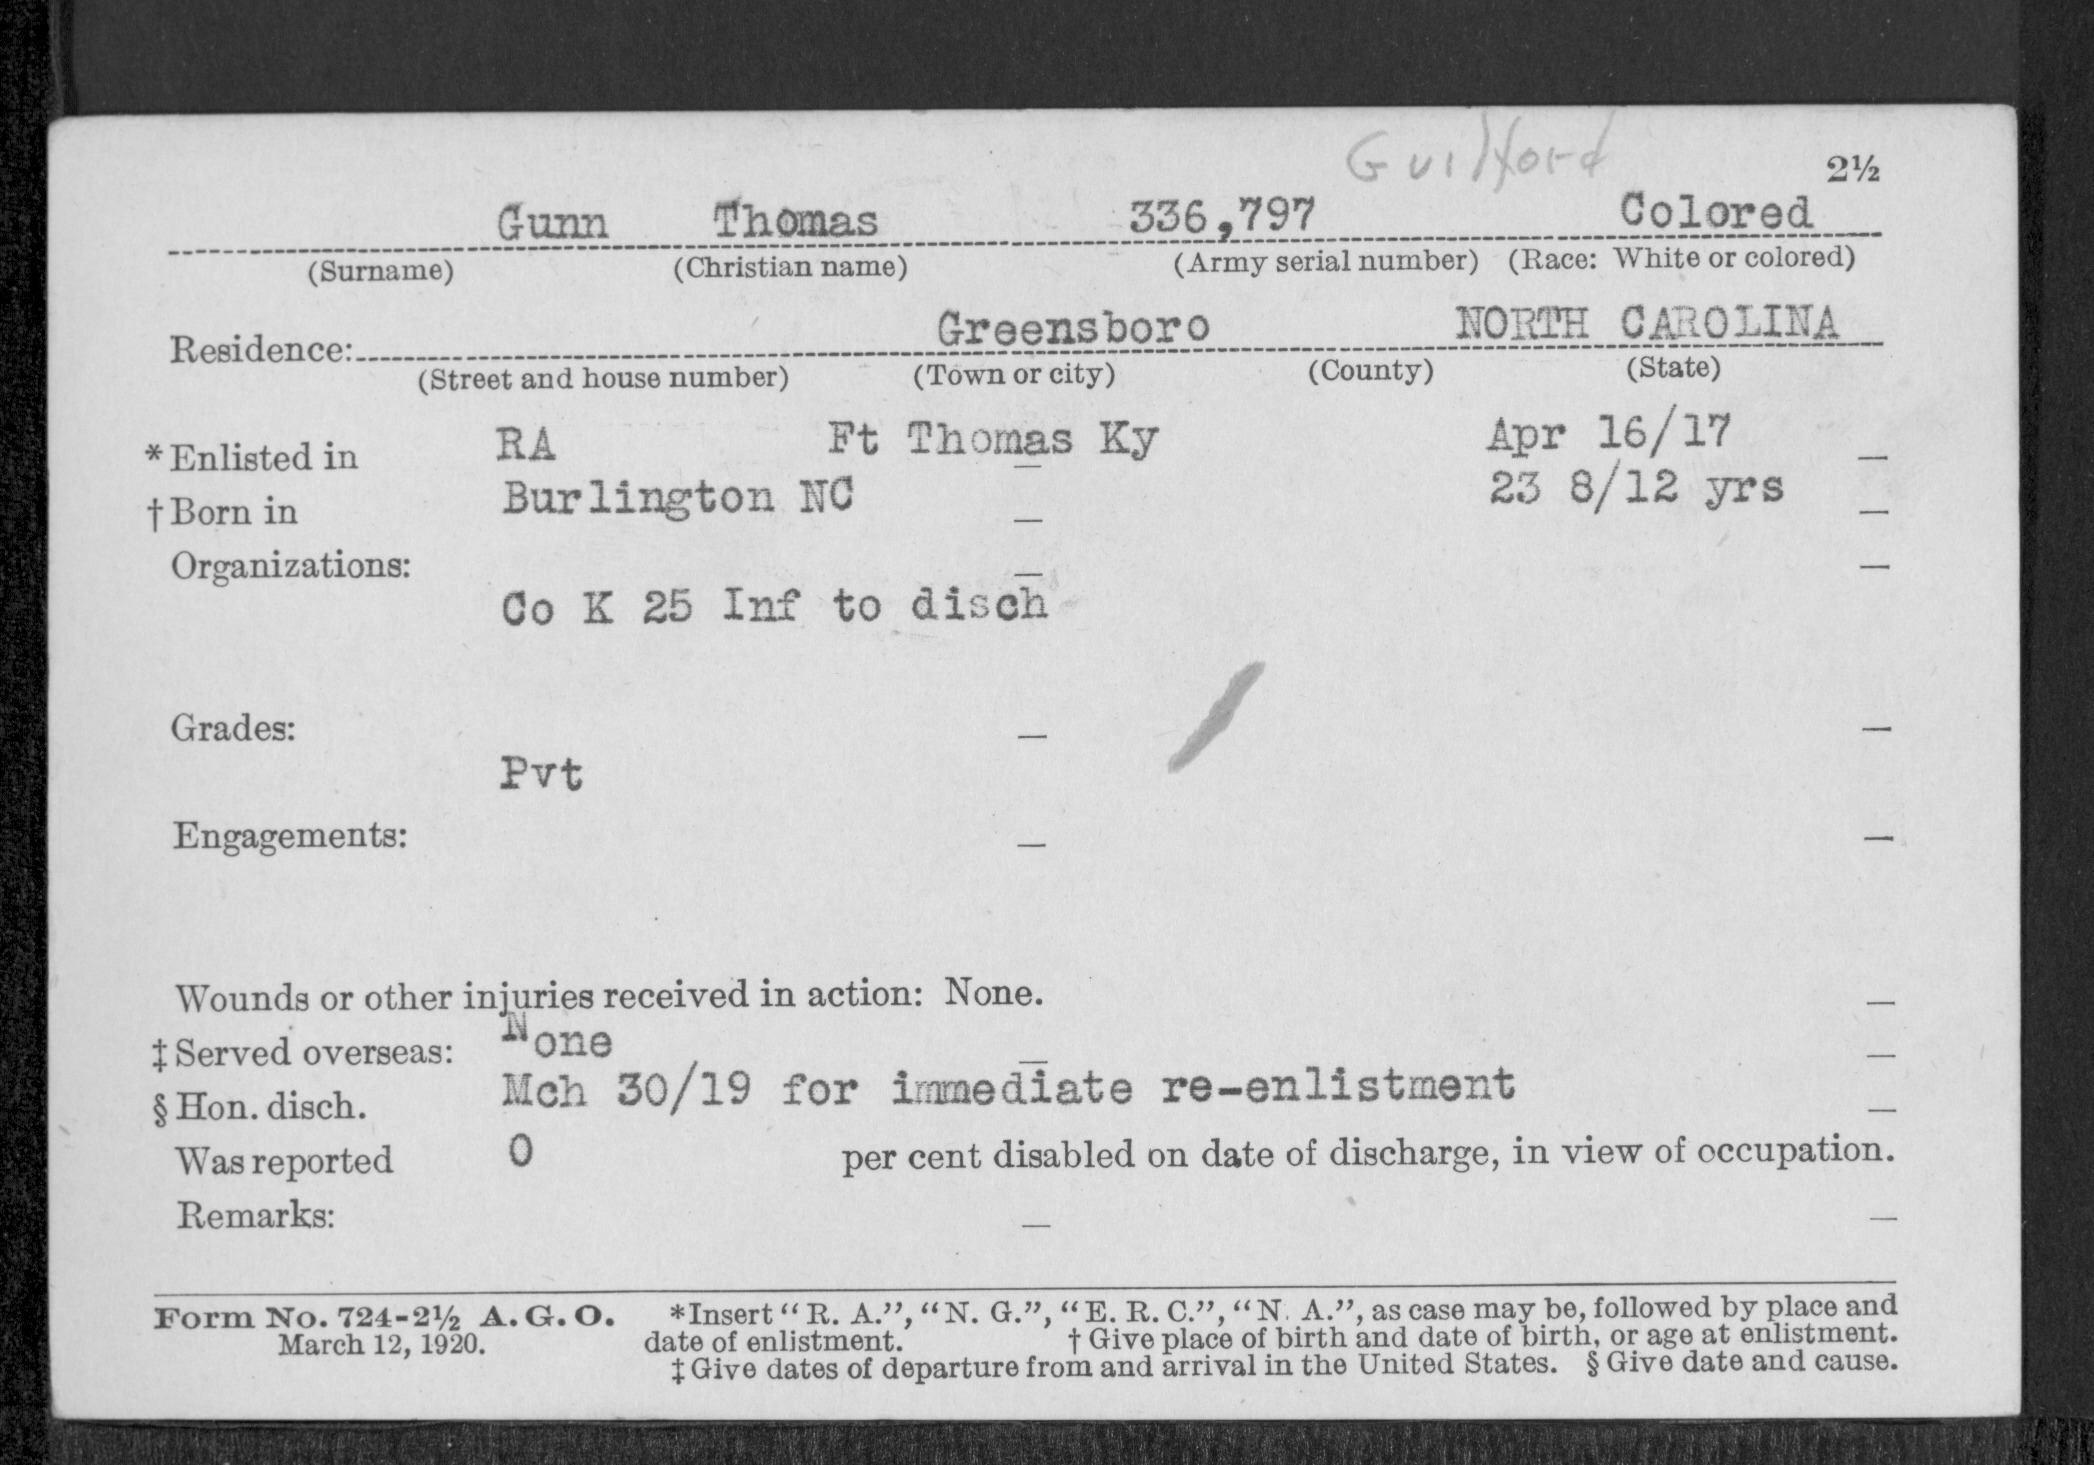 Guilford
2½
Gunn Thomas 336,797 Colored
(Surname) (Christian name) (Army serial number) (Race: White or colored)
Residence: Greensboro NORTH CAROLINA
(Street and house number) (Town or city) (County) (State)
*Enlisted in RA Ft Thomas Ky Apr 16/17
†Born in Burlington NC 23 8/12 yrs
Organizations:
Co K 25 Inf to disch
Grades:
Pvt
Engagements:
Wounds or other injuries received in action: None.
‡Served overseas: None
§Hon. disch. Mch 30/19 for immediate re-enlistment
Was reported 0 per cent disabled on date of discharge, in view of occupation.
Remarks:
Form No. 724-2½ A.G.O. *Insert "R. A.", "N. G.", "E. R. C.", "N. A.", as case may be, followed by place and
March 12, 1920. date of enlistment. †Give place of birth and date of birth, or age at enlistment.
‡Give dates of departure from and arrival in the United States. §Give date and cause.